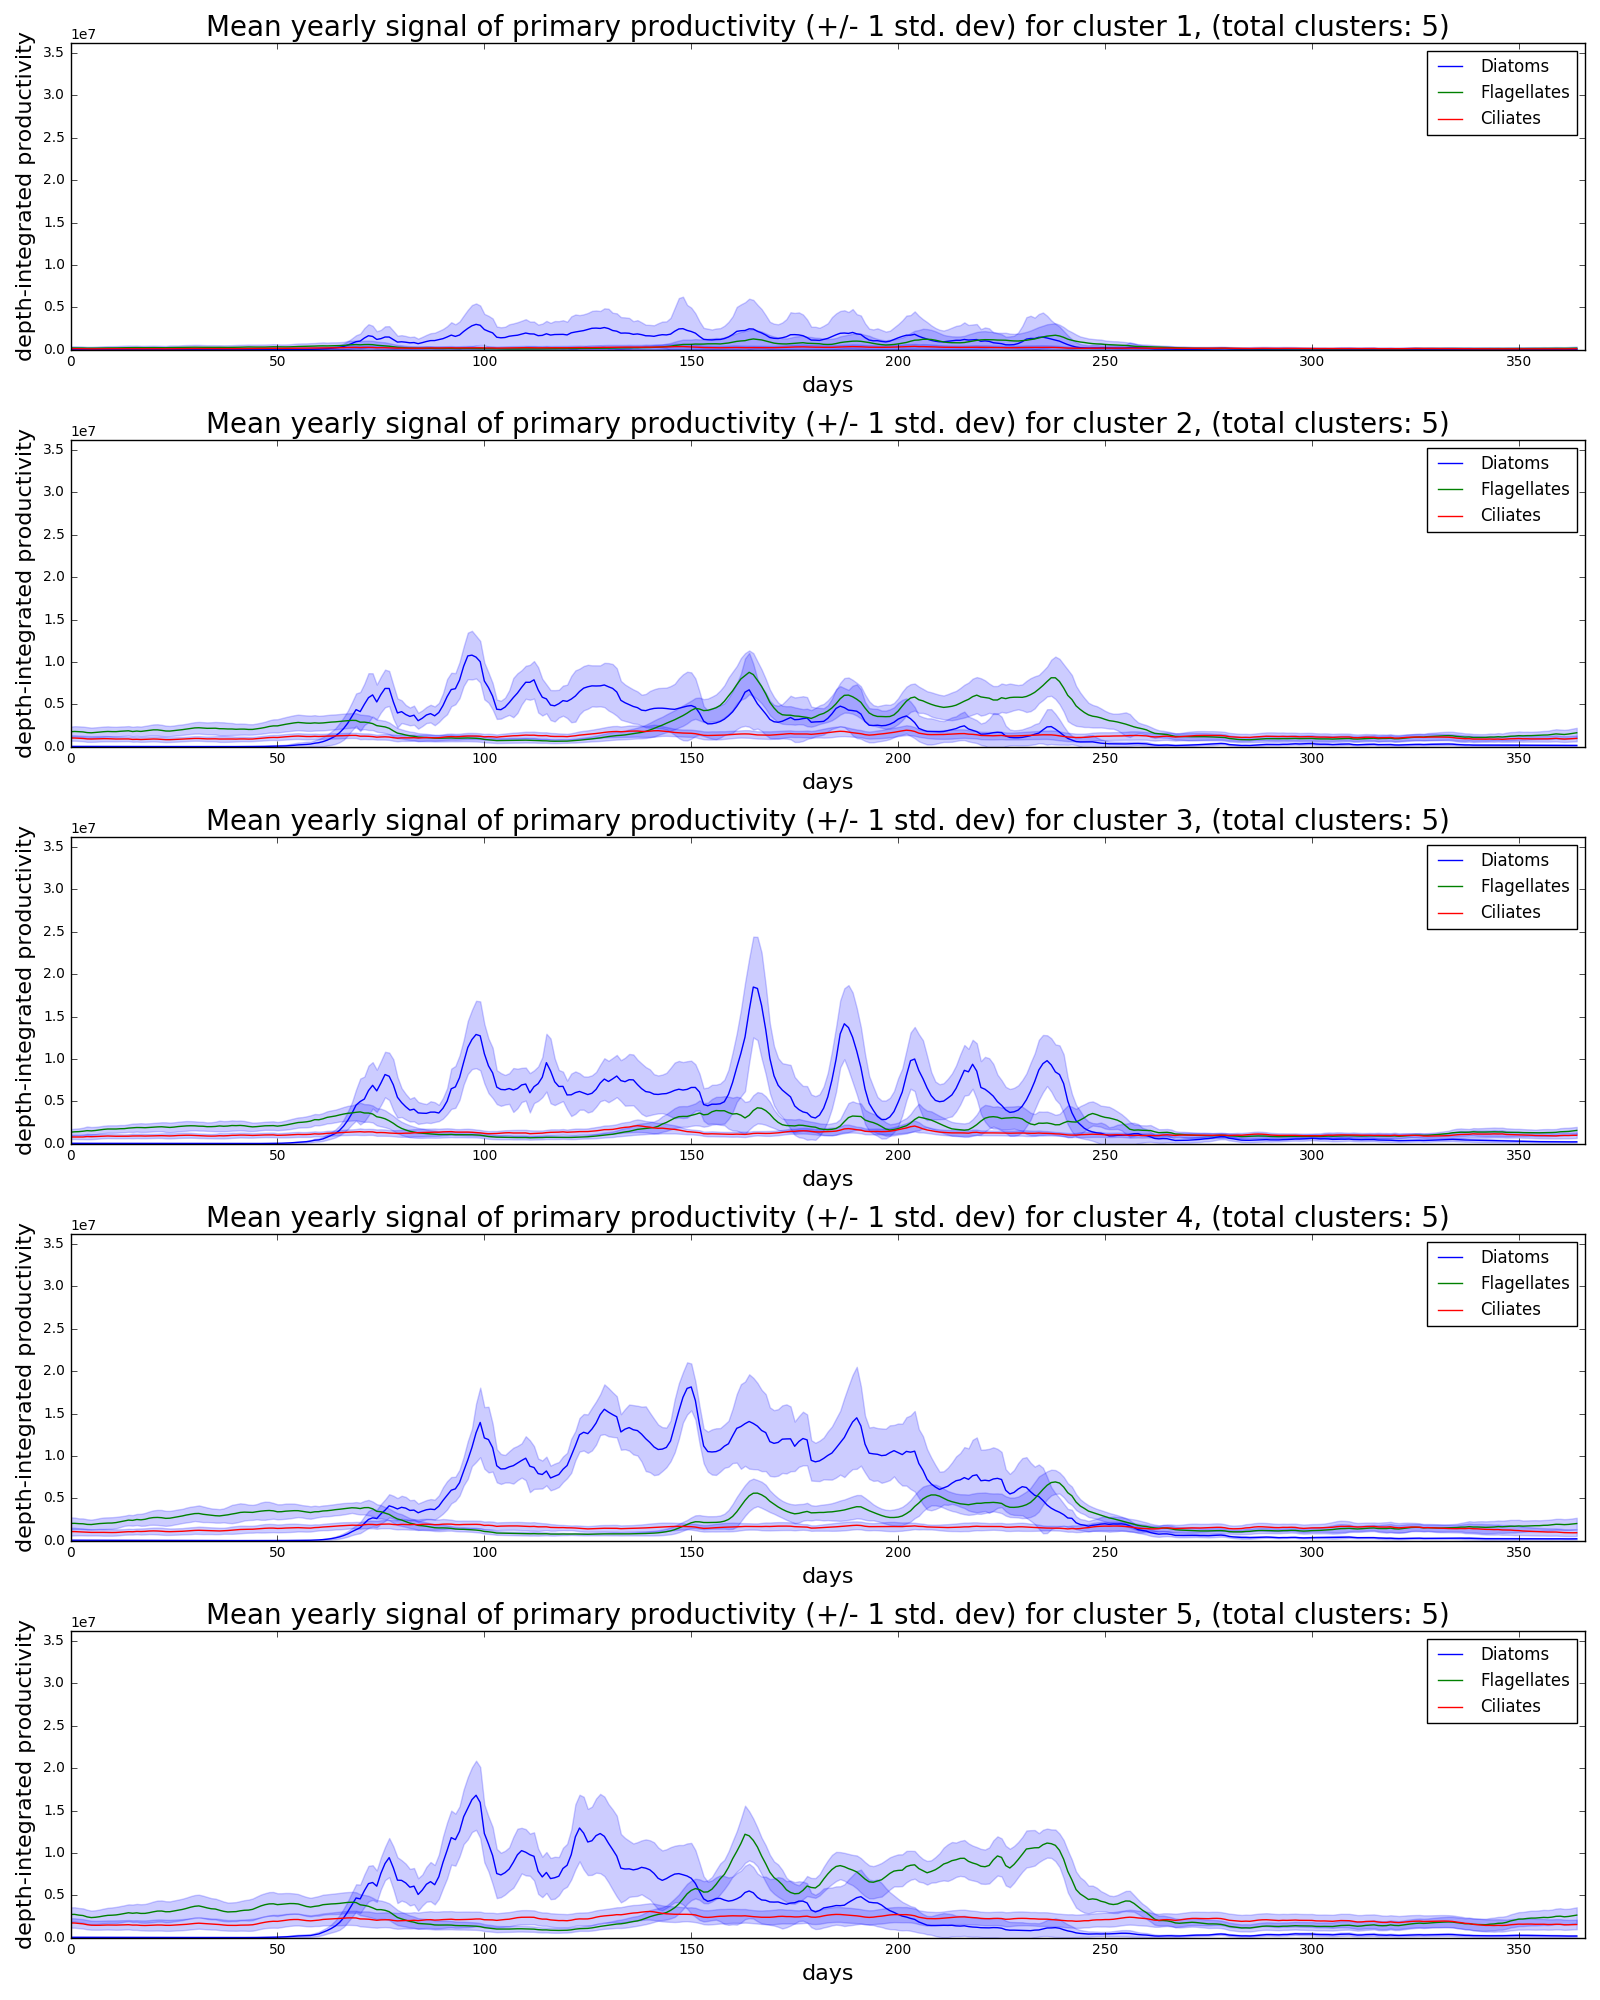 Mean yearly signal of primary productivity (+/- 1 std. dev) for cluster 1, (total clusters: 5)
1e7
depth-integrated productivity
3.5
3.0
2.5
2.0
1.5
1.0
0.5
0.0
Diatoms
Flagellates
Ciliates
0 50 100 150 200 250 300 350
days
Mean yearly signal of primary productivity (+/- 1 std. dev) for cluster 2, (total clusters: 5)
1e7
depth-integrated productivity
3.5
3.0
2.5
2.0
1.5
1.0
0.5
0.0
Diatoms
Flagellates
Ciliates
0 50 100 150 200 250 300 350
days
Mean yearly signal of primary productivity (+/- 1 std. dev) for cluster 3, (total clusters: 5)
1e7
depth-integrated productivity
3.5
3.0
2.5
2.0
1.5
1.0
0.5
0.0
Diatoms
Flagellates
Ciliates
0 50 100 150 200 250 300 350
days
Mean yearly signal of primary productivity (+/- 1 std. dev) for cluster 4, (total clusters: 5)
1e7
depth-integrated productivity
3.5
3.0
2.5
2.0
1.5
1.0
0.5
0.0
Diatoms
Flagellates
Ciliates
0 50 100 150 200 250 300 350
days
Mean yearly signal of primary productivity (+/- 1 std. dev) for cluster 5, (total clusters: 5)
1e7
depth-integrated productivity
3.5
3.0
2.5
2.0
1.5
1.0
0.5
0.0
Diatoms
Flagellates
Ciliates
0 50 100 150 200 250 300 350
days